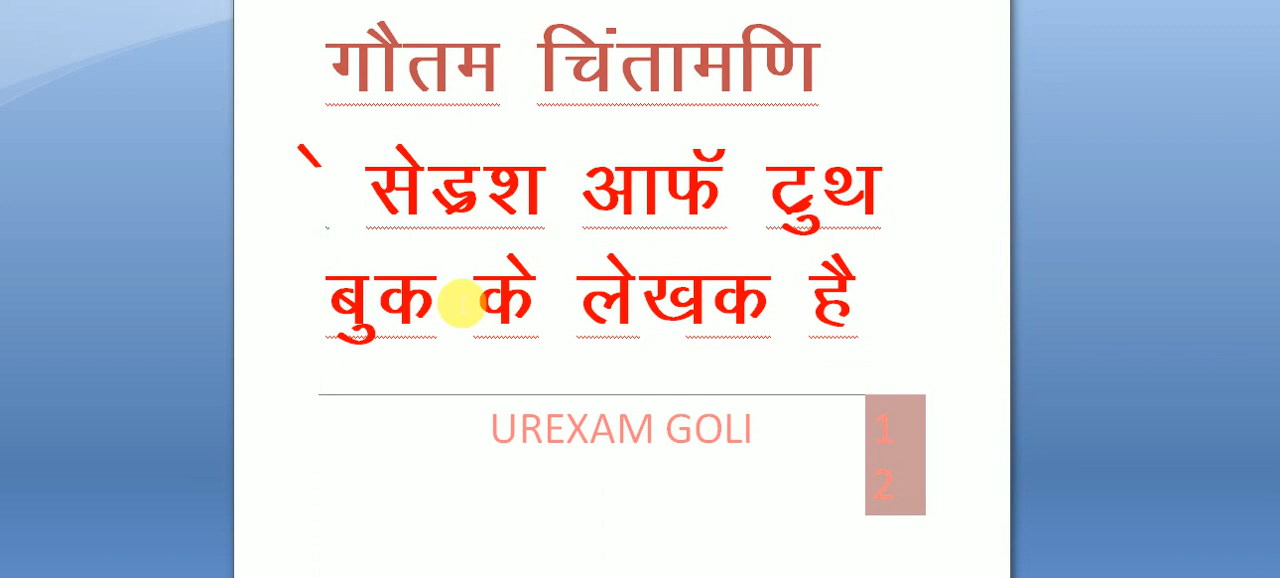 गौतम चिंतामणि
े सेड्रश आफॅ ट्रुथ
बुक के लेखक है
UREXAM GOLI
1
2